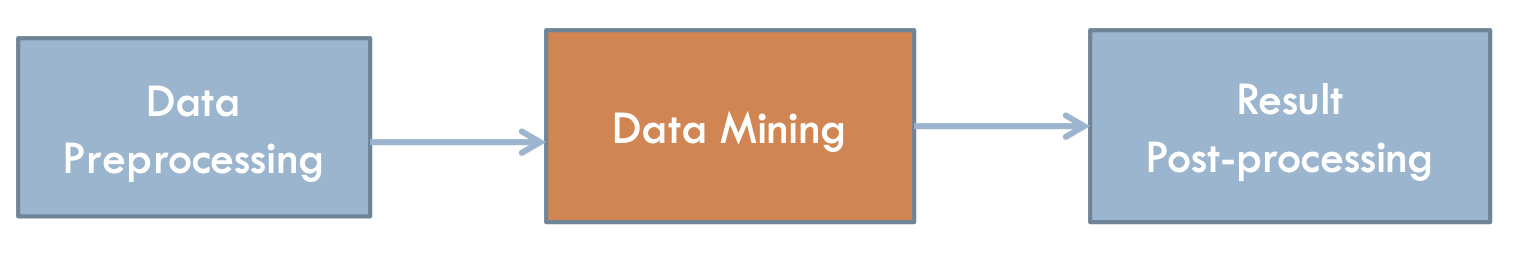 Data
Preprocessing
Data Mining
Result
Post-processing